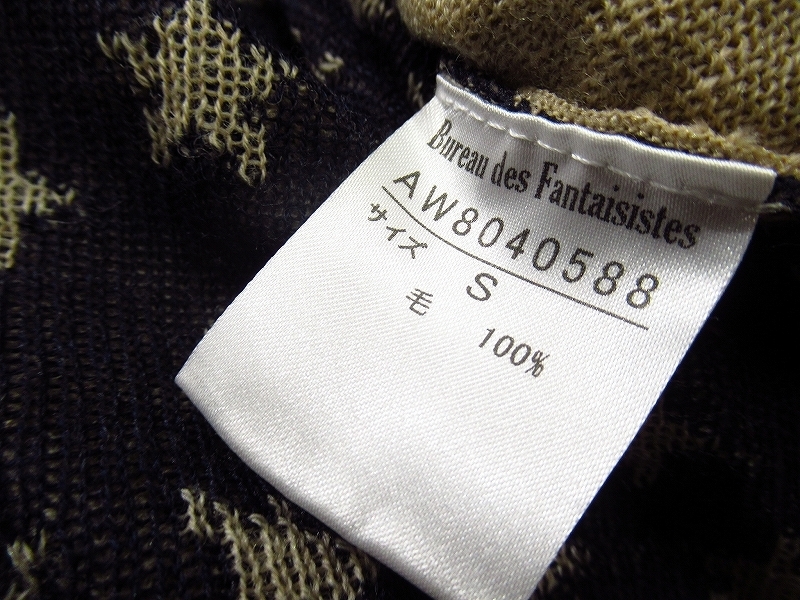 Bureau des Fantaisistes
AW8040588
サイズ S
毛 100%